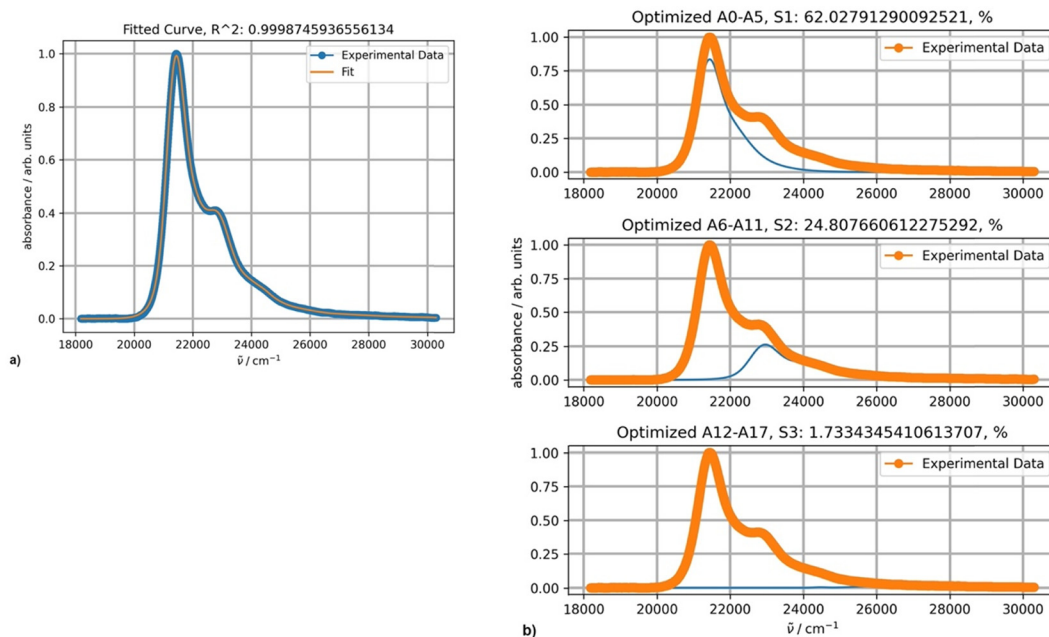 Fitted Curve, R^2: 0.9998745936556134
Experimental Data
Fit
1.0
0.8
0.6
0.4
0.2
0.0
absorbance / arb. units
18000 20000 22000 24000 26000 28000 30000
ṽ / cm⁻¹
a)
Optimized A0-A5, S1: 62.02791290092521, %
Experimental Data
1.00
0.75
0.50
0.25
0.00
18000 20000 22000 24000 26000 28000 30000
Optimized A6-A11, S2: 24.807660612275292, %
Experimental Data
1.00
0.75
0.50
0.25
0.00
absorbance / arb. units
18000 20000 22000 24000 26000 28000 30000
Optimized A12-A17, S3: 1.7334345410613707, %
Experimental Data
1.00
0.75
0.50
0.25
0.00
18000 20000 22000 24000 26000 28000 30000
ṽ / cm⁻¹
b)